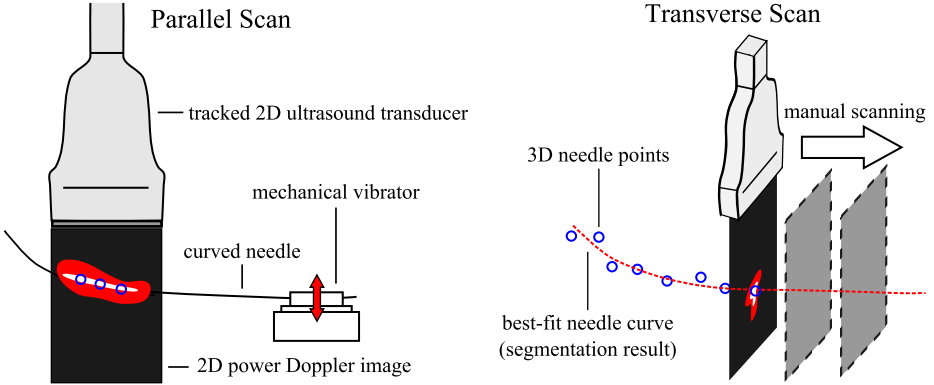 Parallel Scan
tracked 2D ultrasound transducer
mechanical vibrator
curved needle
2D power Doppler image
Transverse Scan
manual scanning
3D needle points
best-fit needle curve
(segmentation result)